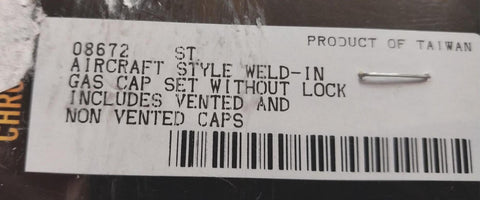 08672 ST
PRODUCT OF TAIWAN
AIRCRAFT STYLE WELD-IN
GAS CAP SET WITHOUT LOCK
INCLUDES VENTED AND
NON VENTED CAPS
CHRO